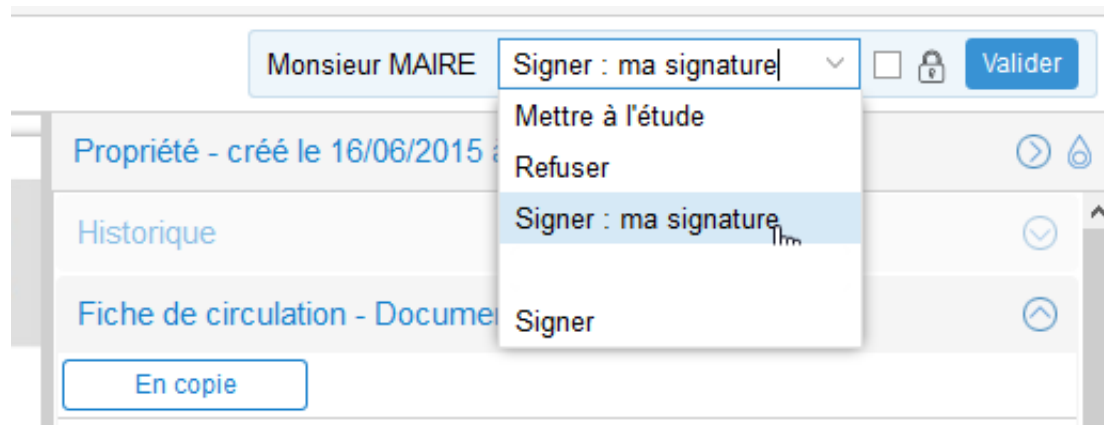 Monsieur MAIRE Signer : ma signature Valider
Mettre à l'étude
Propriété - créé le 16/06/2015
Refuser
Signer : ma signature
Historique
Fiche de circulation -
Signer
En copie